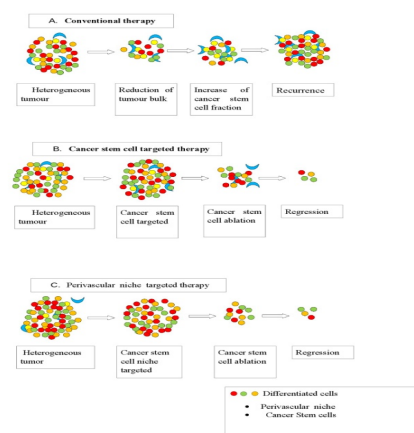 A. Conventional therapy
Heterogeneous
tumour
Reduction of
tumour bulk
Increase of
cancer stem
cell fraction
Recurrence
B. Cancer stem cell targeted therapy
Heterogeneous
tumour
Cancer stem
cell targeted
Cancer stem
cell ablation
Regression
C. Perivascular niche targeted therapy
Heterogeneous
tumor
Cancer stem
cell niche
targeted
Cancer stem
cell ablation
Regression
Differentiated cells
• Perivascular niche
• Cancer Stem cells